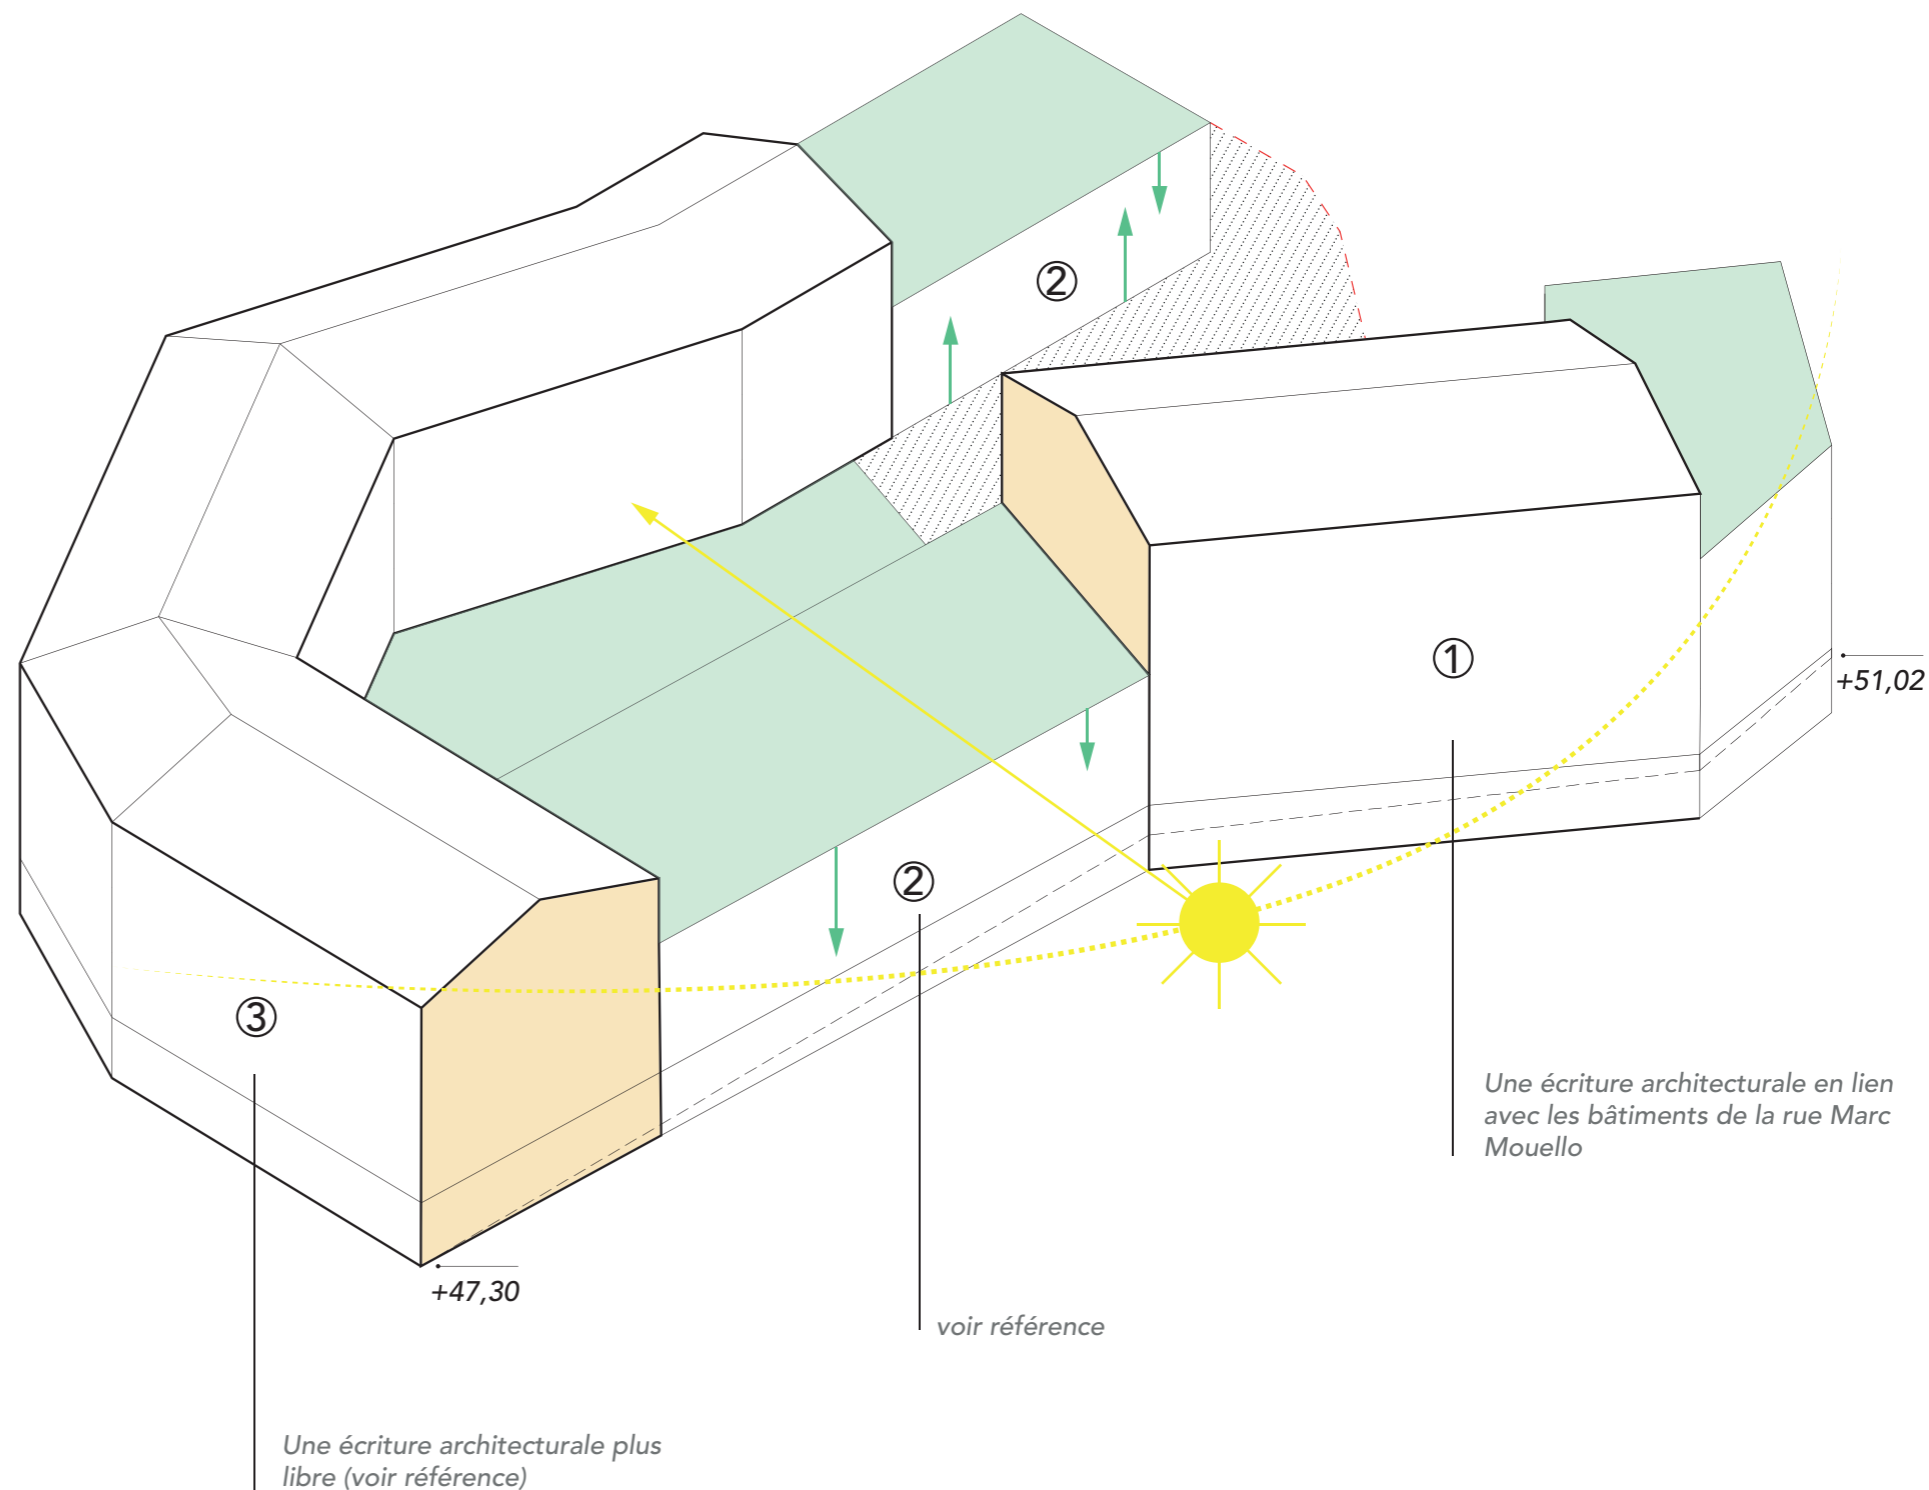 ②
①
+51,02
②
③
Une écriture architecturale en lien
avec les bâtiments de la rue Marc
Mouello
+47,30
voir référence
Une écriture architecturale plus
libre (voir référence)